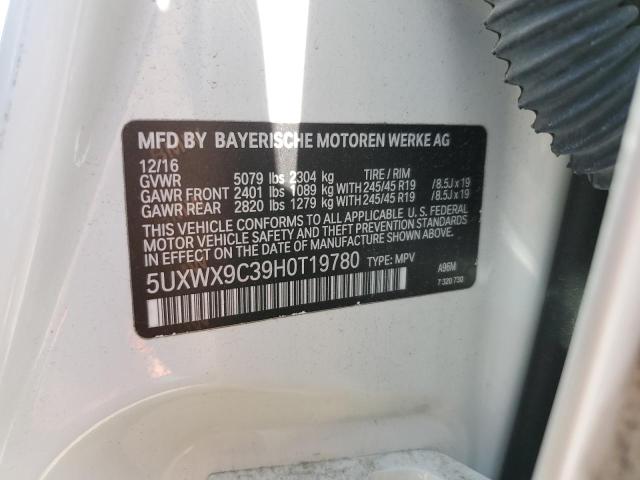 MFD BY BAYERISCHE MOTOREN WERKE AG
12/16
GVWR 5079 lbs 2304 kg TIRE / RIM
GAWR FRONT 2401 lbs 1089 kg WITH 245/45 R19 /8.5J x 19
GAWR REAR 2820 lbs 1279 kg WITH 245/45 R19 /8.5J x 19
THIS VEHICLE CONFORMS TO ALL APPLICABLE U.S. FEDERAL
MOTOR VEHICLE SAFETY AND THEFT PREVENTION STANDARDS
IN EFFECT ON THE DATE OF MANUFACTURE SHOWN ABOVE.
5UXWX9C39H0T19780 TYPE: MPV
A96M
7 320 730